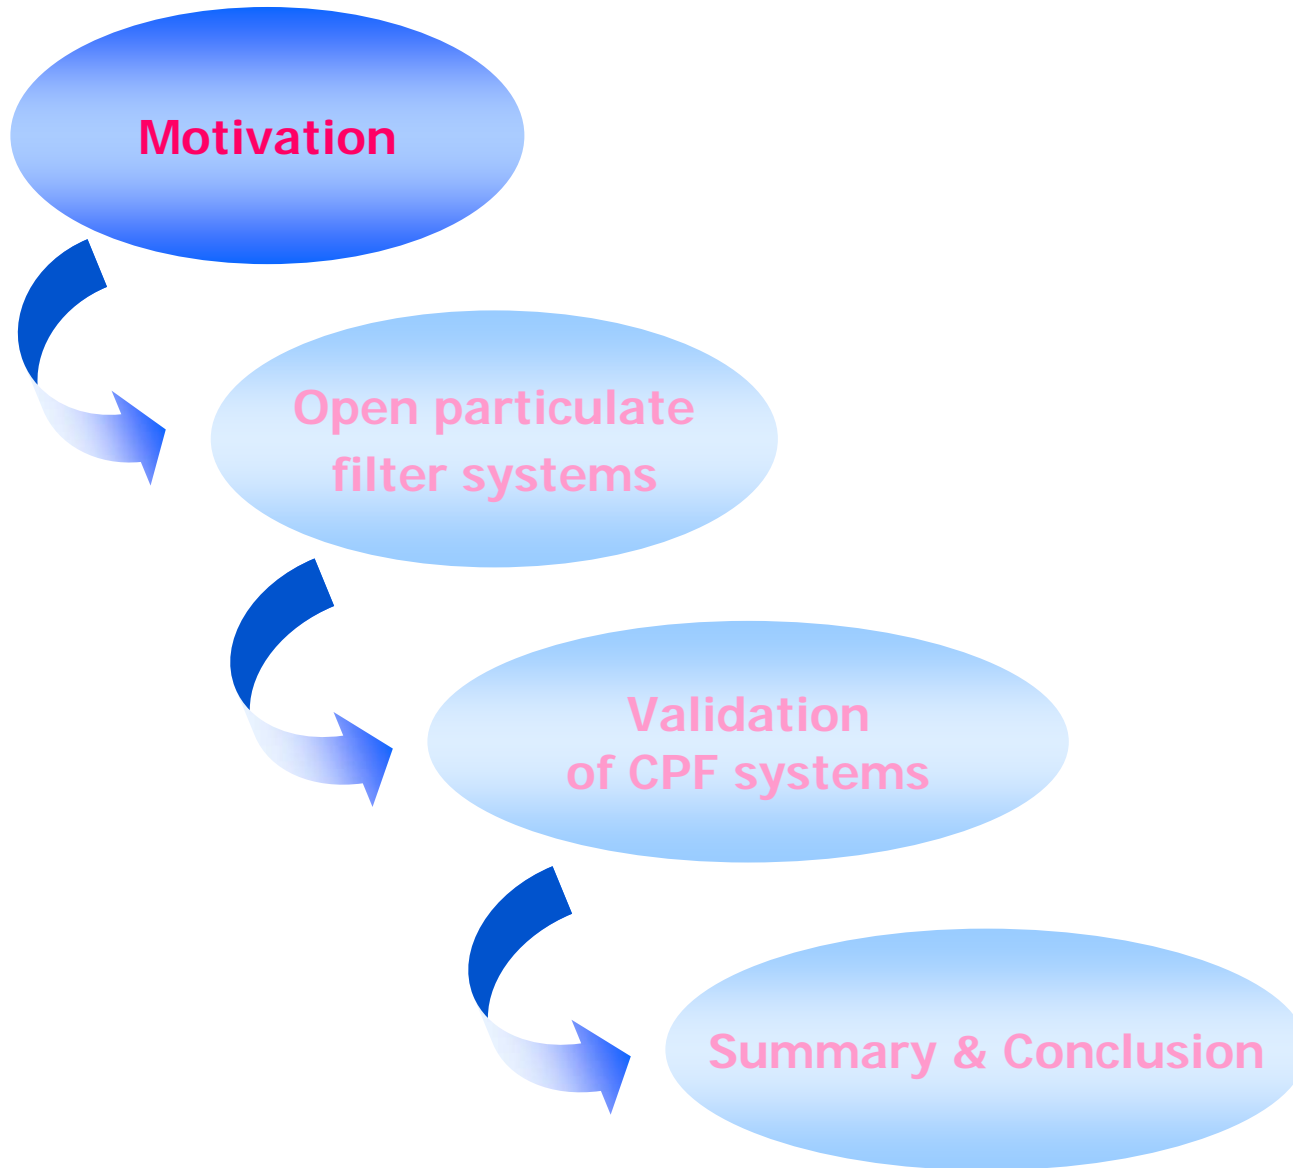 Motivation
Open particulate
filter systems
Validation
of CPF systems
Summary & Conclusion